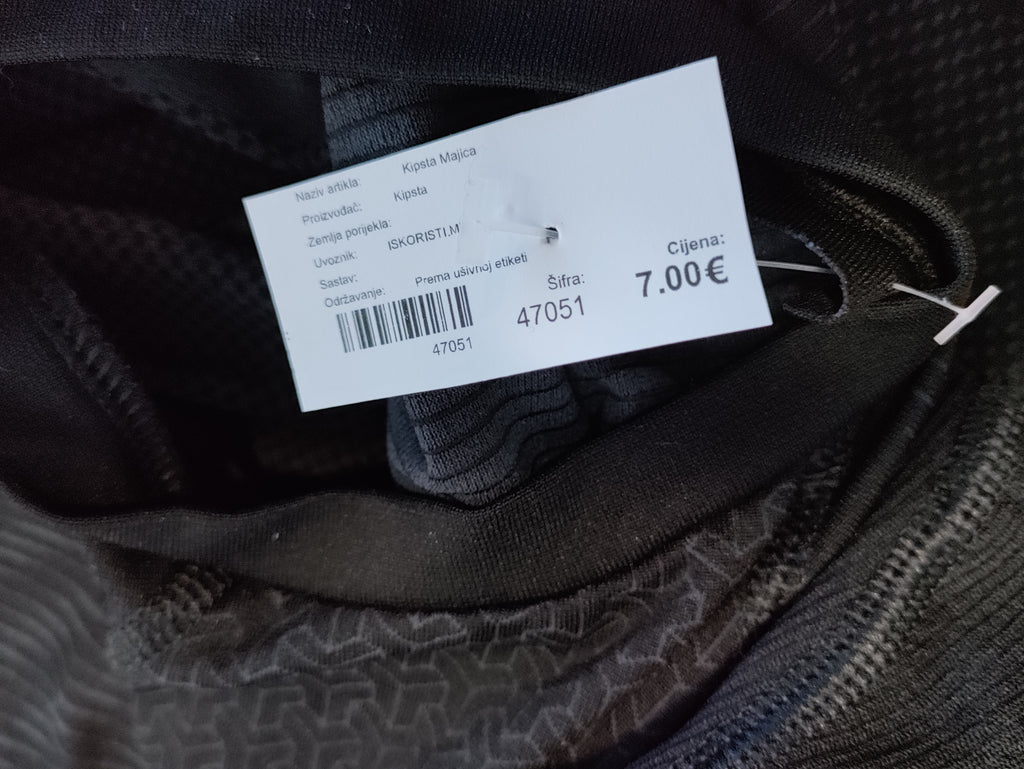 Naziv artikla: Kipsta Majica
Proizvođač: Kipsta
Zemlja porijekla:
Uvoznik: ISKORISTI.M
Sastav:
Održavanje: Prema ušivnoj etiketi
47051
Šifra:
47051
Cijena:
7.00€